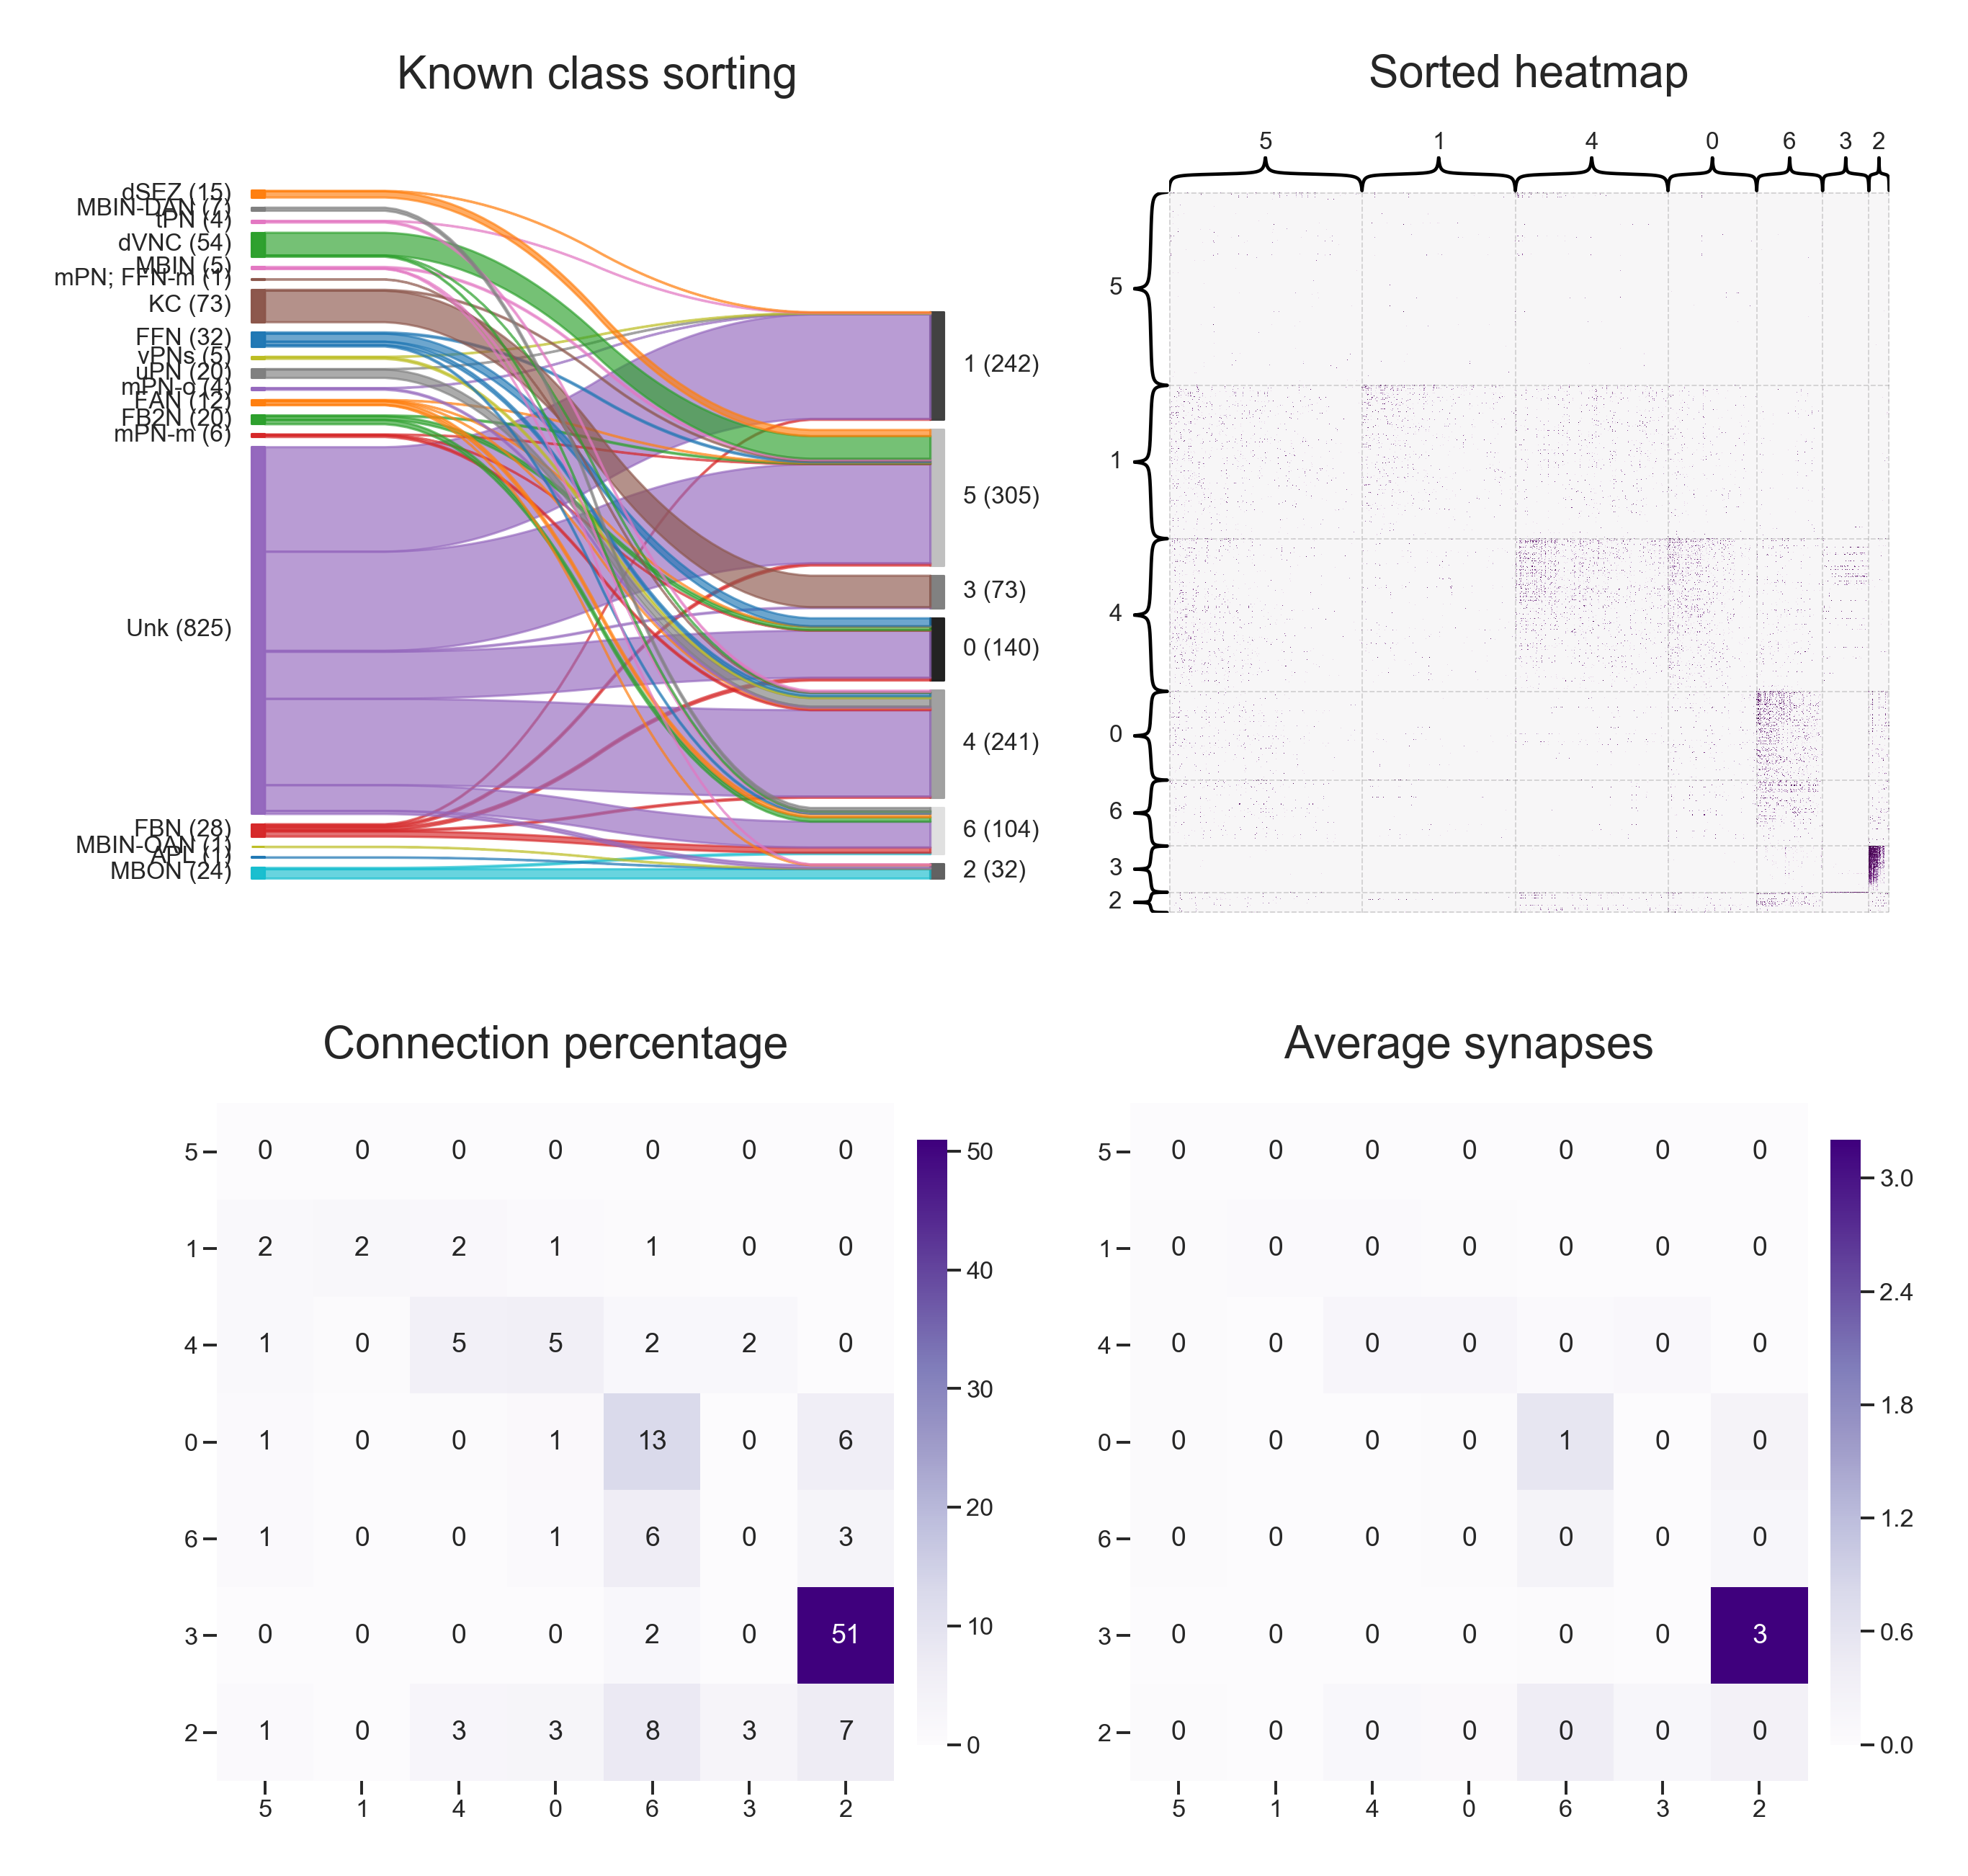 Known class sorting
dSEZ (15)
MBIN-DAN (7)
tPN (4)
dVNC (54)
MBIN (5)
mPN; FFN-m (1)
KC (73)
FFN (32)
vPNs (5)
uPN (20)
mPN-o (4)
FAN (12)
FB2N (20)
mPN-m (6)
Unk (825)
FBN (28)
MBIN-OAN (1)
APL (1)
MBON (24)
1 (242)
5 (305)
3 (73)
0 (140)
4 (241)
6 (104)
2 (32)
Sorted heatmap
5 1 4 0 6 3 2
5
1
4
0
6
3
2
Connection percentage
5 0 0 0 0 0 0 0
1 2 2 2 1 1 0 0
4 1 0 5 5 2 2 0
0 1 0 0 1 13 0 6
6 1 0 0 1 6 0 3
3 0 0 0 0 2 0 51
2 1 0 3 3 8 3 7
5 1 4 0 6 3 2
50
40
30
20
10
0
Average synapses
5 0 0 0 0 0 0 0
1 0 0 0 0 0 0 0
4 0 0 0 0 0 0 0
0 0 0 0 0 1 0 0
6 0 0 0 0 0 0 0
3 0 0 0 0 0 0 3
2 0 0 0 0 0 0 0
5 1 4 0 6 3 2
3.0
2.4
1.8
1.2
0.6
0.0